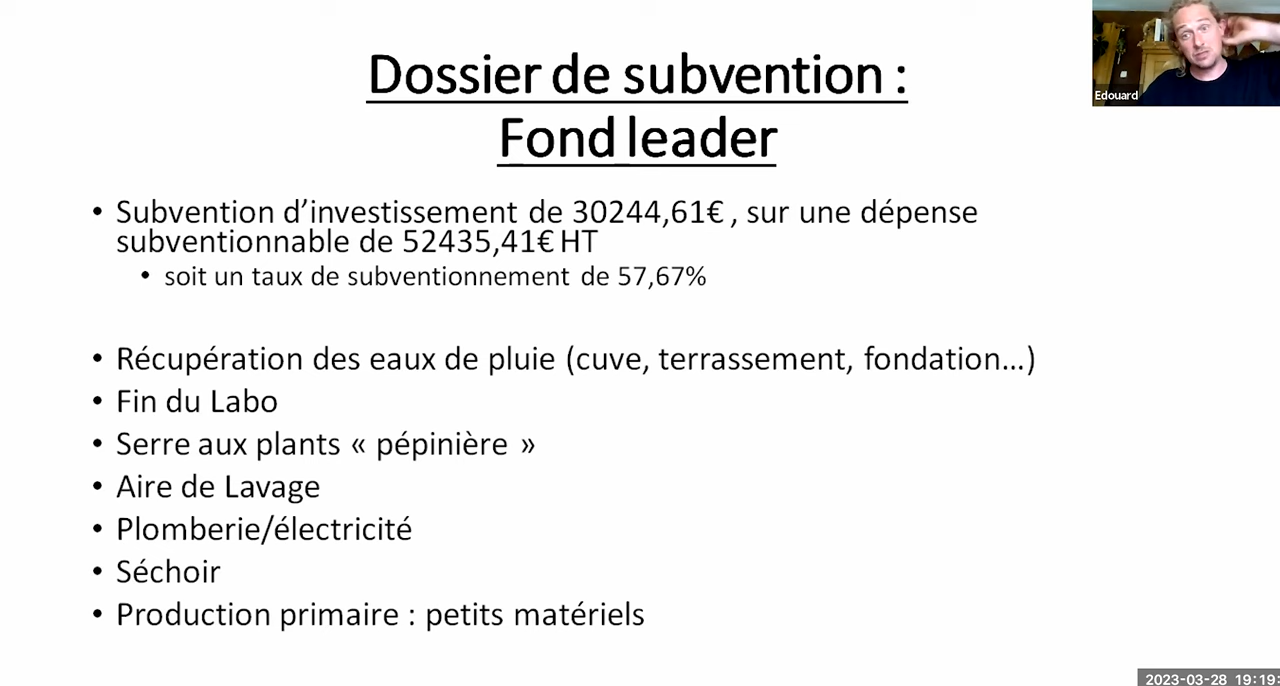 Dossier de subvention :
Fond leader
Edouard
• Subvention d’investissement de 30244,61€ , sur une dépense
subventionnable de 52435,41€ HT
• soit un taux de subventionnement de 57,67%
• Récupération des eaux de pluie (cuve, terrassement, fondation…)
• Fin du Labo
• Serre aux plants « pépinière »
• Aire de Lavage
• Plomberie/électricité
• Séchoir
• Production primaire : petits matériels
2023-03-28 19:19: